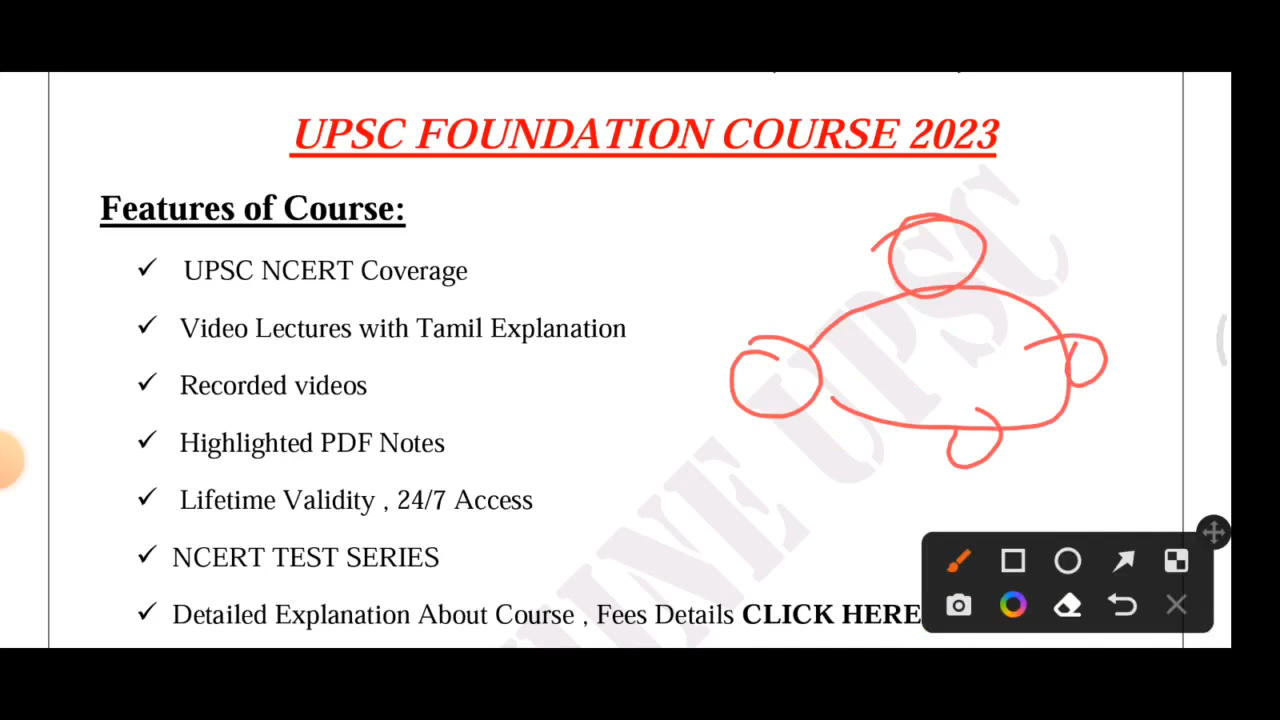 UPSC FOUNDATION COURSE 2023
Features of Course:
✓ UPSC NCERT Coverage
✓ Video Lectures with Tamil Explanation
✓ Recorded videos
✓ Highlighted PDF Notes
✓ Lifetime Validity , 24/7 Access
✓ NCERT TEST SERIES
✓ Detailed Explanation About Course , Fees Details CLICK HERE
UPSC